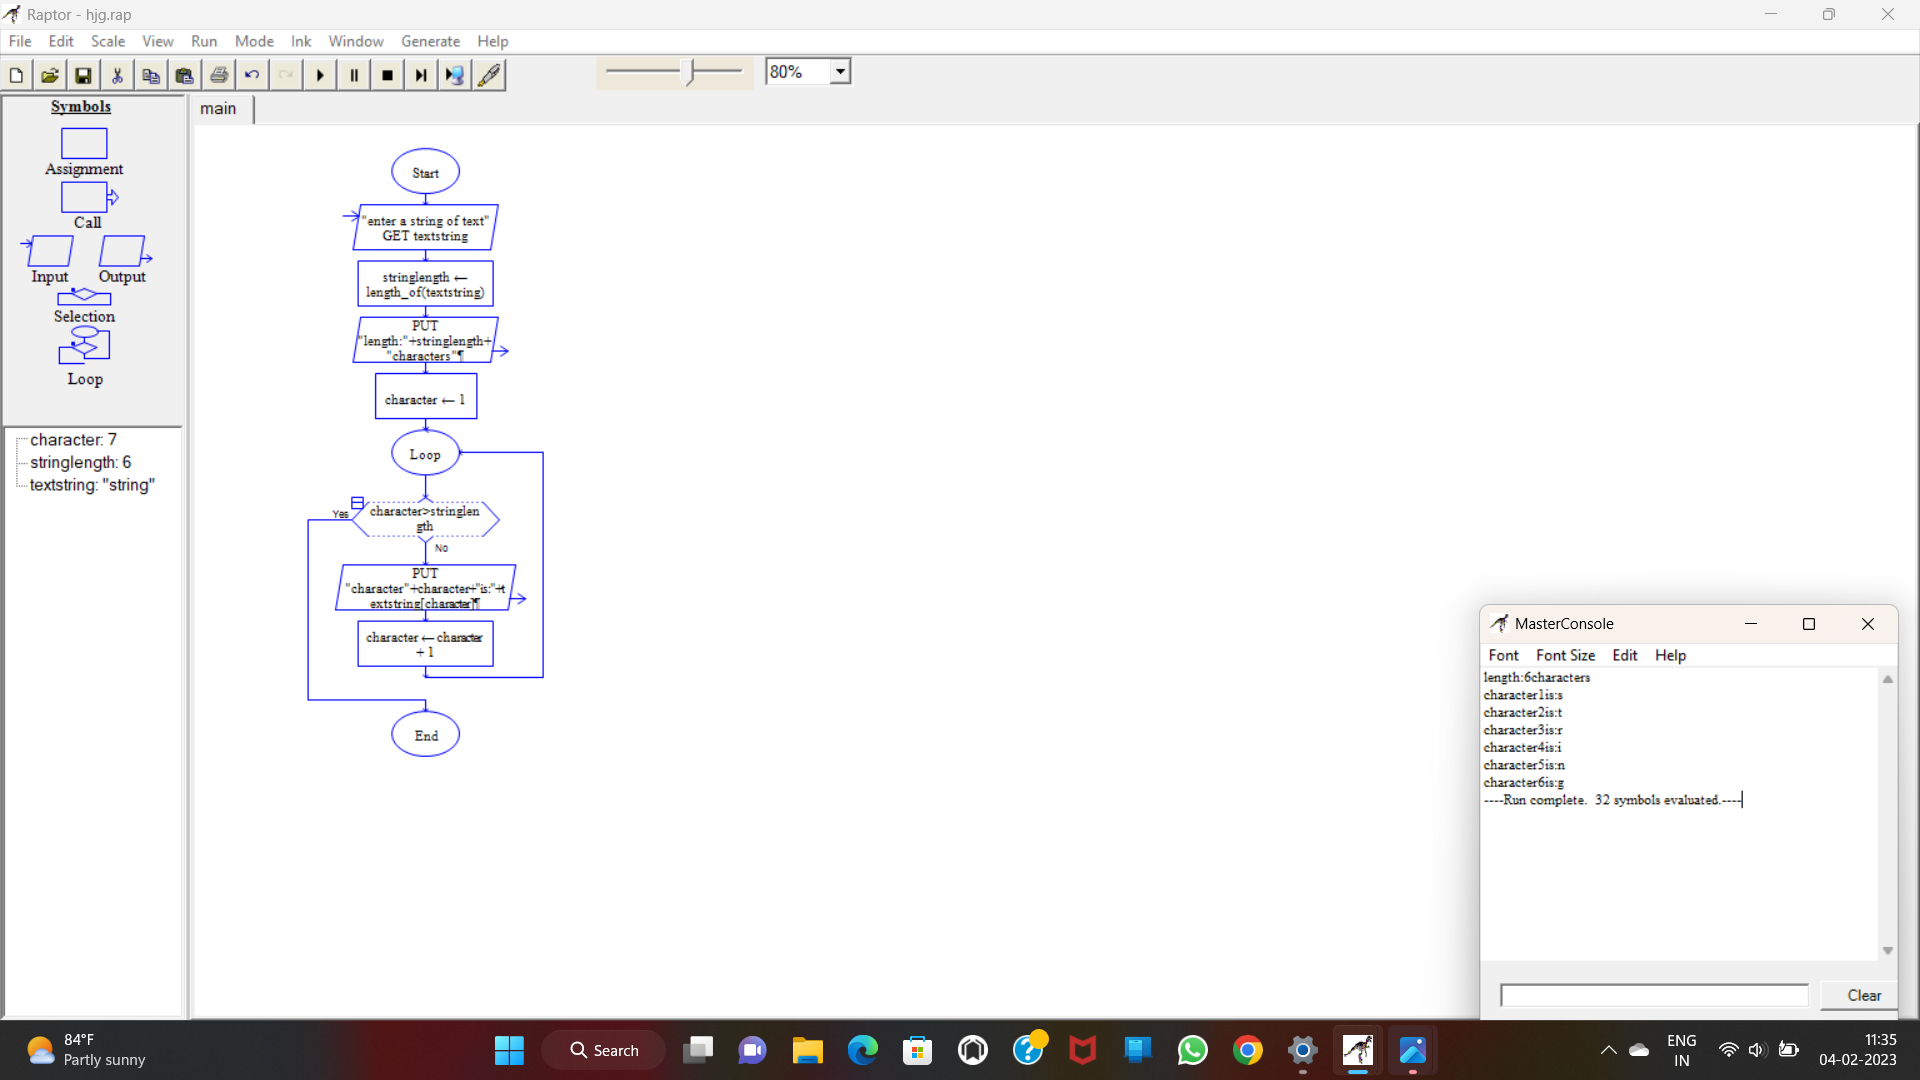 Raptor - hjg.rap
File Edit Scale View Run Mode Ink Window Generate Help
80%
Symbols
main
Assignment
Call
Input Output
Selection
Loop
character: 7
stringlength: 6
textstring: "string"
Start
"enter a string of text"
GET textstring
stringlength ←
length_of(textstring)
PUT
"length:"+stringlength+
"characters"¶
character ← 1
Loop
Yes
character>stringlen
gth
No
PUT
"character"+character+"is:"+t
extstring[character]¶
character ← character
+ 1
End
MasterConsole
Font Font Size Edit Help
length:6characters
character1is:s
character2is:t
character3is:r
character4is:i
character5is:n
character6is:g
----Run complete. 32 symbols evaluated.----
Clear
84°F
Partly sunny
Search
ENG
IN
11:35
04-02-2023